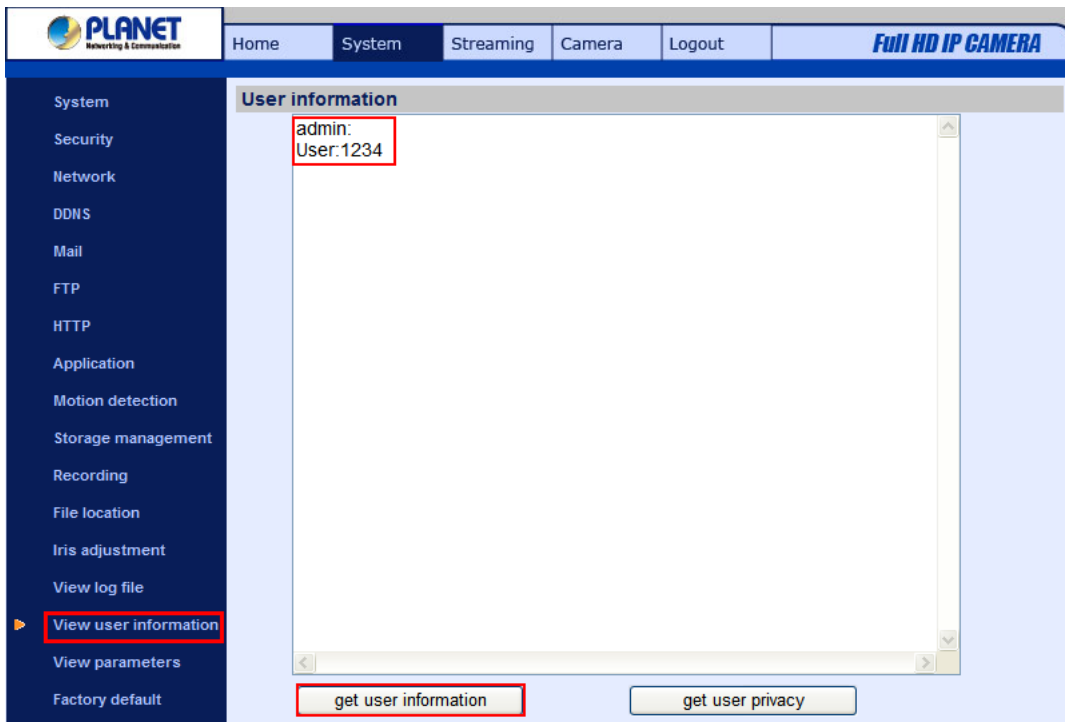 PLANET
Networking & Communication
Home System Streaming Camera Logout Full HD IP CAMERA
System
Security
Network
DDNS
Mail
FTP
HTTP
Application
Motion detection
Storage management
Recording
File location
Iris adjustment
View log file
View user information
View parameters
Factory default
User information
admin:
User:1234
get user information get user privacy